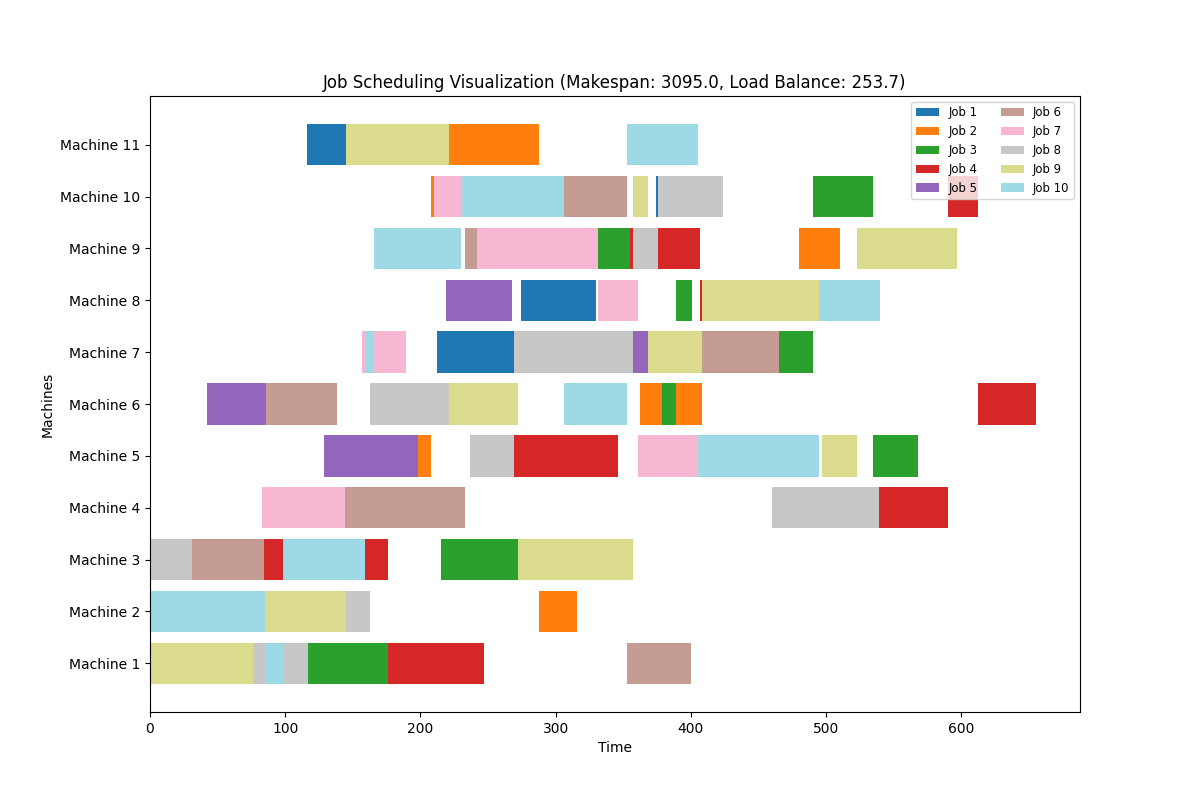 Job Scheduling Visualization (Makespan: 3095.0, Load Balance: 253.7)
Job 1
Job 2
Job 3
Job 4
Job 5
Job 6
Job 7
Job 8
Job 9
Job 10
Machine 11
Machine 10
Machine 9
Machine 8
Machine 7
Machine 6
Machine 5
Machine 4
Machine 3
Machine 2
Machine 1
Machines
0 100 200 300 400 500 600
Time